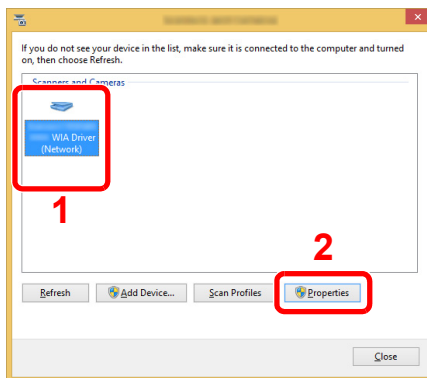 If you do not see your device in the list, make sure it is connected to the computer and turned
on, then choose Refresh.
Scanners and Cameras
WIA Driver
(Network)
1
2
Refresh
Add Device...
Scan Profiles
Properties
Close